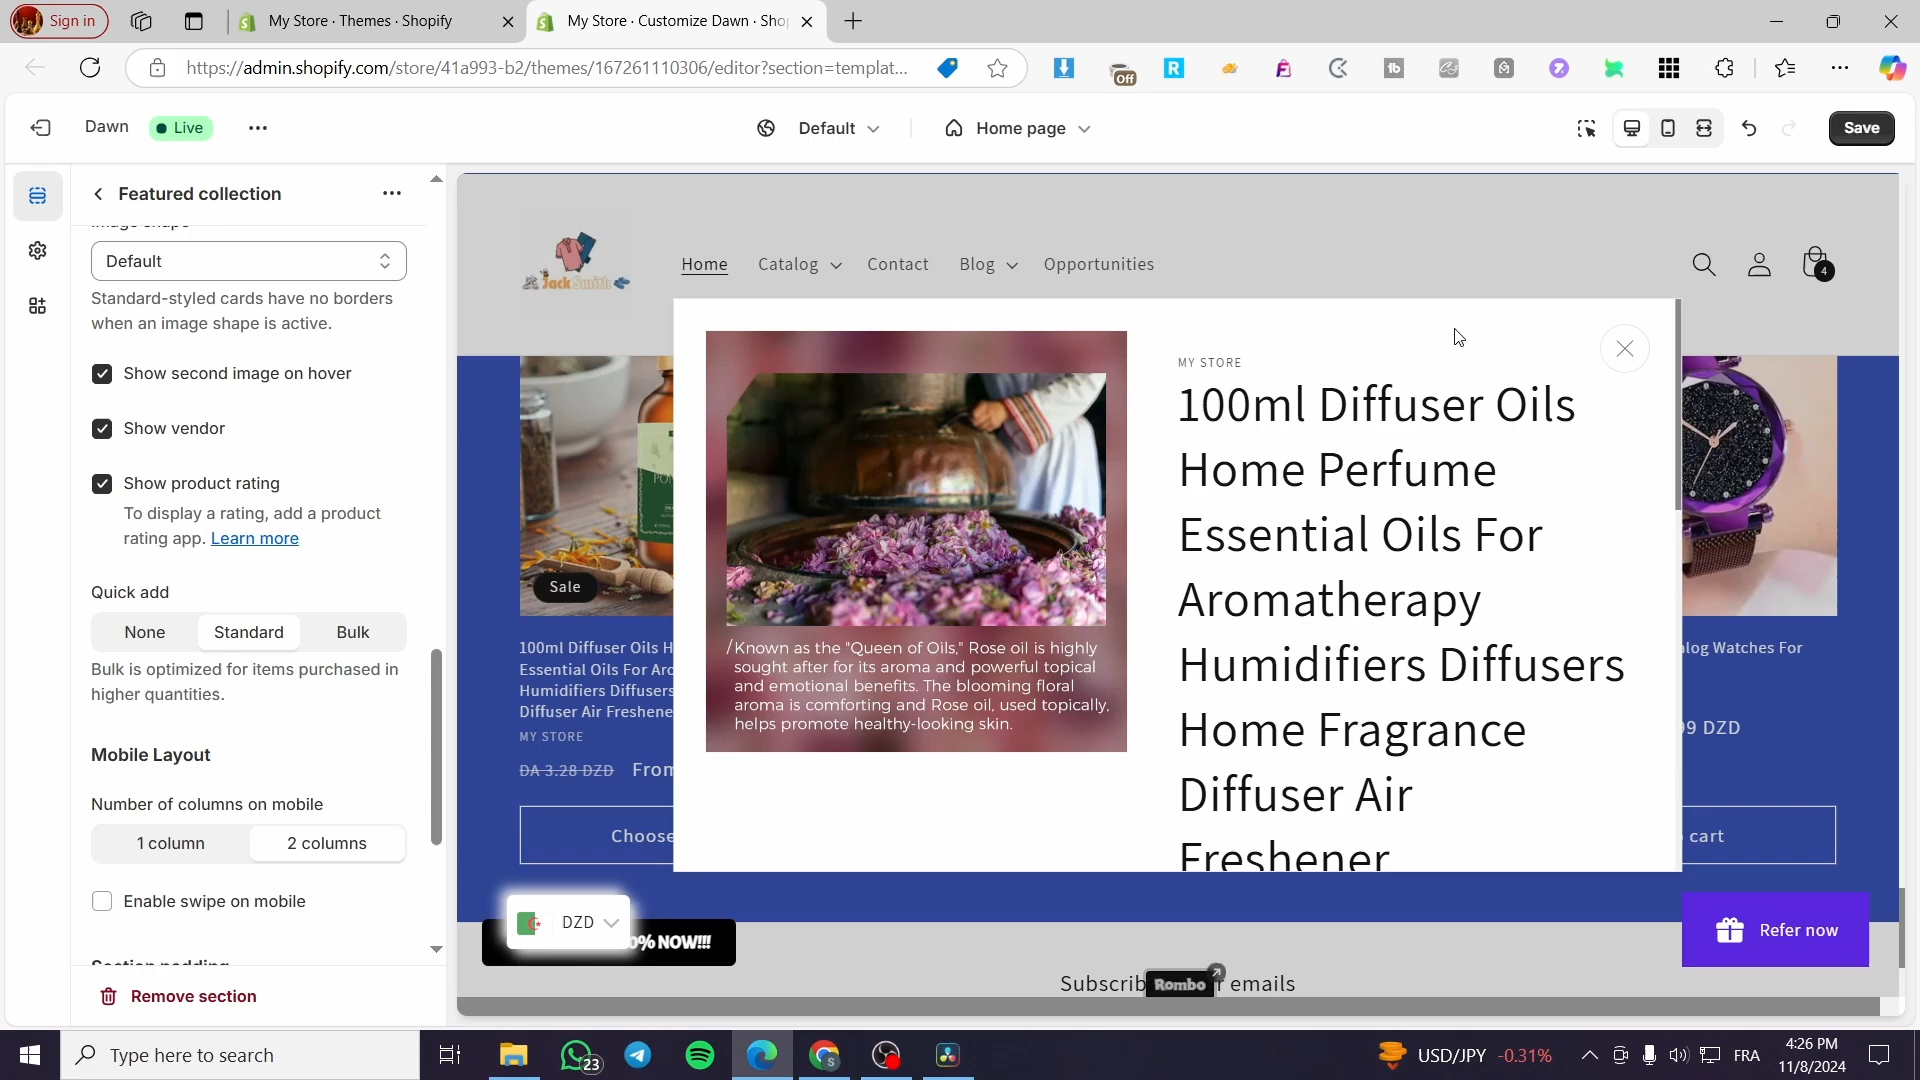 Sign in
My Store · Themes · Shopify
My Store · Customize Dawn · Sho
https://admin.shopify.com/store/41a993-b2/themes/167261110306/editor?section=templat...
Off
Dawn
Live
Default
Home page
Save
Featured collection
Image shape
Default
Standard-styled cards have no borders
when an image shape is active.
Show second image on hover
Show vendor
Show product rating
To display a rating, add a product
rating app. Learn more
Quick add
None
Standard
Bulk
Bulk is optimized for items purchased in
higher quantities.
Mobile Layout
Number of columns on mobile
1 column
2 columns
Enable swipe on mobile
Section padding
Remove section
Jack Smith
Home
Catalog
Contact
Blog
Opportunities
4
MY STORE
100ml Diffuser Oils
Home Perfume
Essential Oils For
Aromatherapy
Humidifiers Diffusers
Home Fragrance
Diffuser Air
Freshener
/Known as the "Queen of Oils," Rose oil is highly
sought after for its aroma and powerful topical
and emotional benefits. The blooming floral
aroma is comforting and Rose oil, used topically,
helps promote healthy-looking skin.
Sale
100ml Diffuser Oils H
Essential Oils For Aro
Humidifiers Diffusers
Diffuser Air Freshene
MY STORE
DA 3.28 DZD
From
Choose
log Watches For
99 DZD
cart
DZD
0% NOW!!!
Refer now
Subscrib
Rombo
r emails
Type here to search
23
USD/JPY
-0.31%
FRA
4:26 PM
11/8/2024